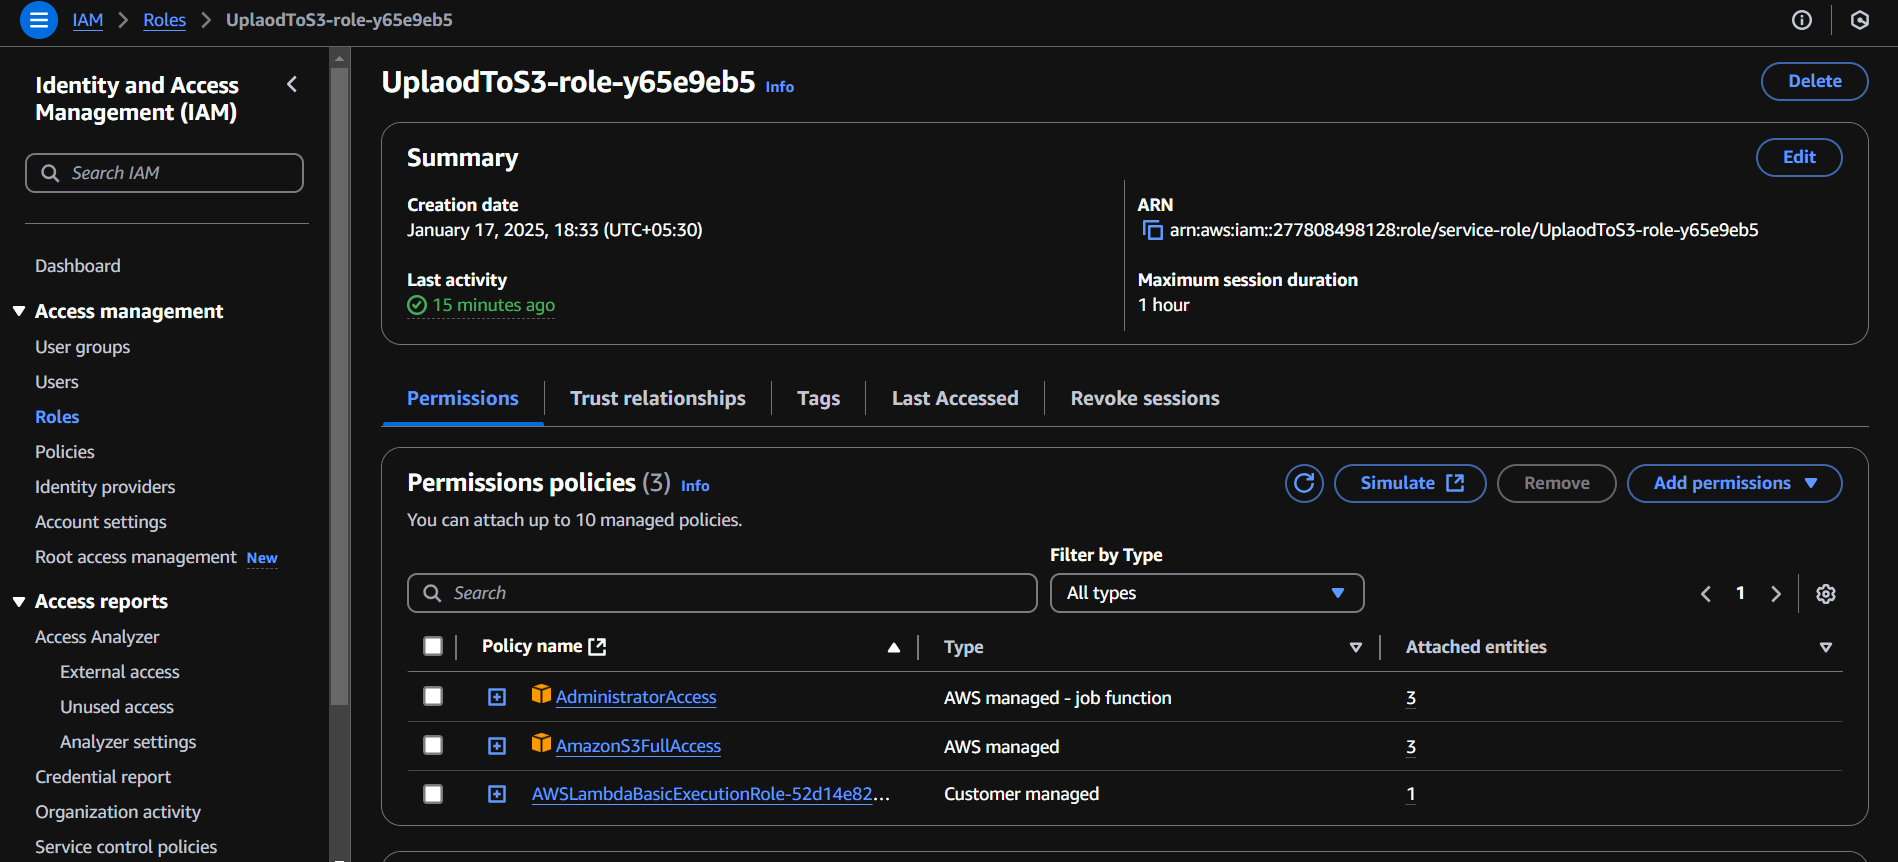 IAM > Roles > UplaodToS3-role-y65e9eb5
Identity and Access
Management (IAM)
Search IAM
Dashboard
Access management
User groups
Users
Roles
Policies
Identity providers
Account settings
Root access management New
Access reports
Access Analyzer
External access
Unused access
Analyzer settings
Credential report
Organization activity
Service control policies
UplaodToS3-role-y65e9eb5 Info
Delete
Summary
Edit
Creation date
January 17, 2025, 18:33 (UTC+05:30)
ARN
arn:aws:iam::277808498128:role/service-role/UplaodToS3-role-y65e9eb5
Last activity
15 minutes ago
Maximum session duration
1 hour
Permissions
Trust relationships
Tags
Last Accessed
Revoke sessions
Permissions policies (3) Info
Simulate
Remove
Add permissions
You can attach up to 10 managed policies.
Filter by Type
Search
All types
1
Policy name
Type
Attached entities
AdministratorAccess
AWS managed - job function
3
AmazonS3FullAccess
AWS managed
3
AWSLambdaBasicExecutionRole-52d14e82...
Customer managed
1